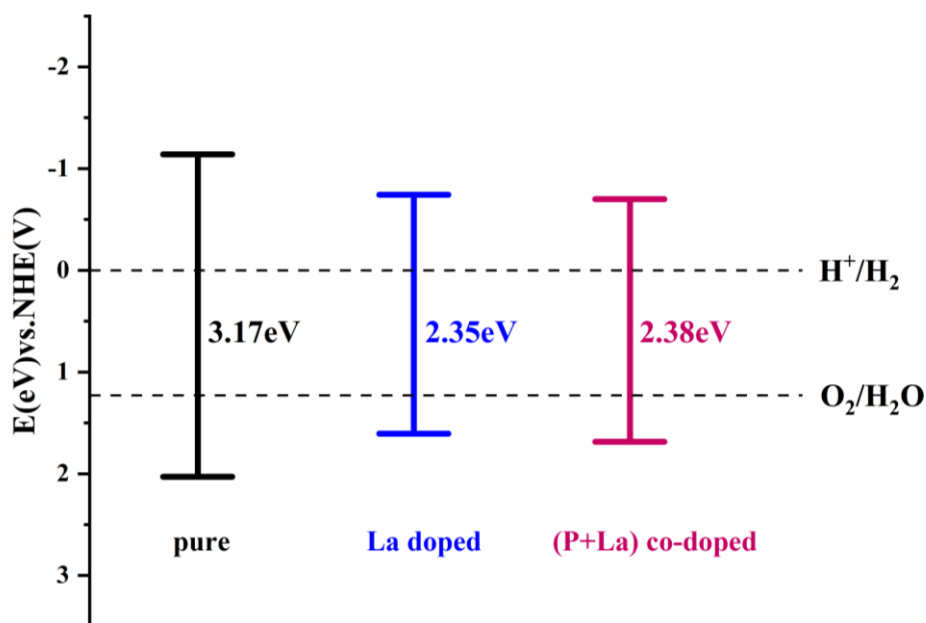 E(eV)vs.NHE(V)
-2
-1
0
1
2
3
H⁺/H₂
O₂/H₂O
3.17eV
2.35eV
2.38eV
pure
La doped
(P+La) co-doped